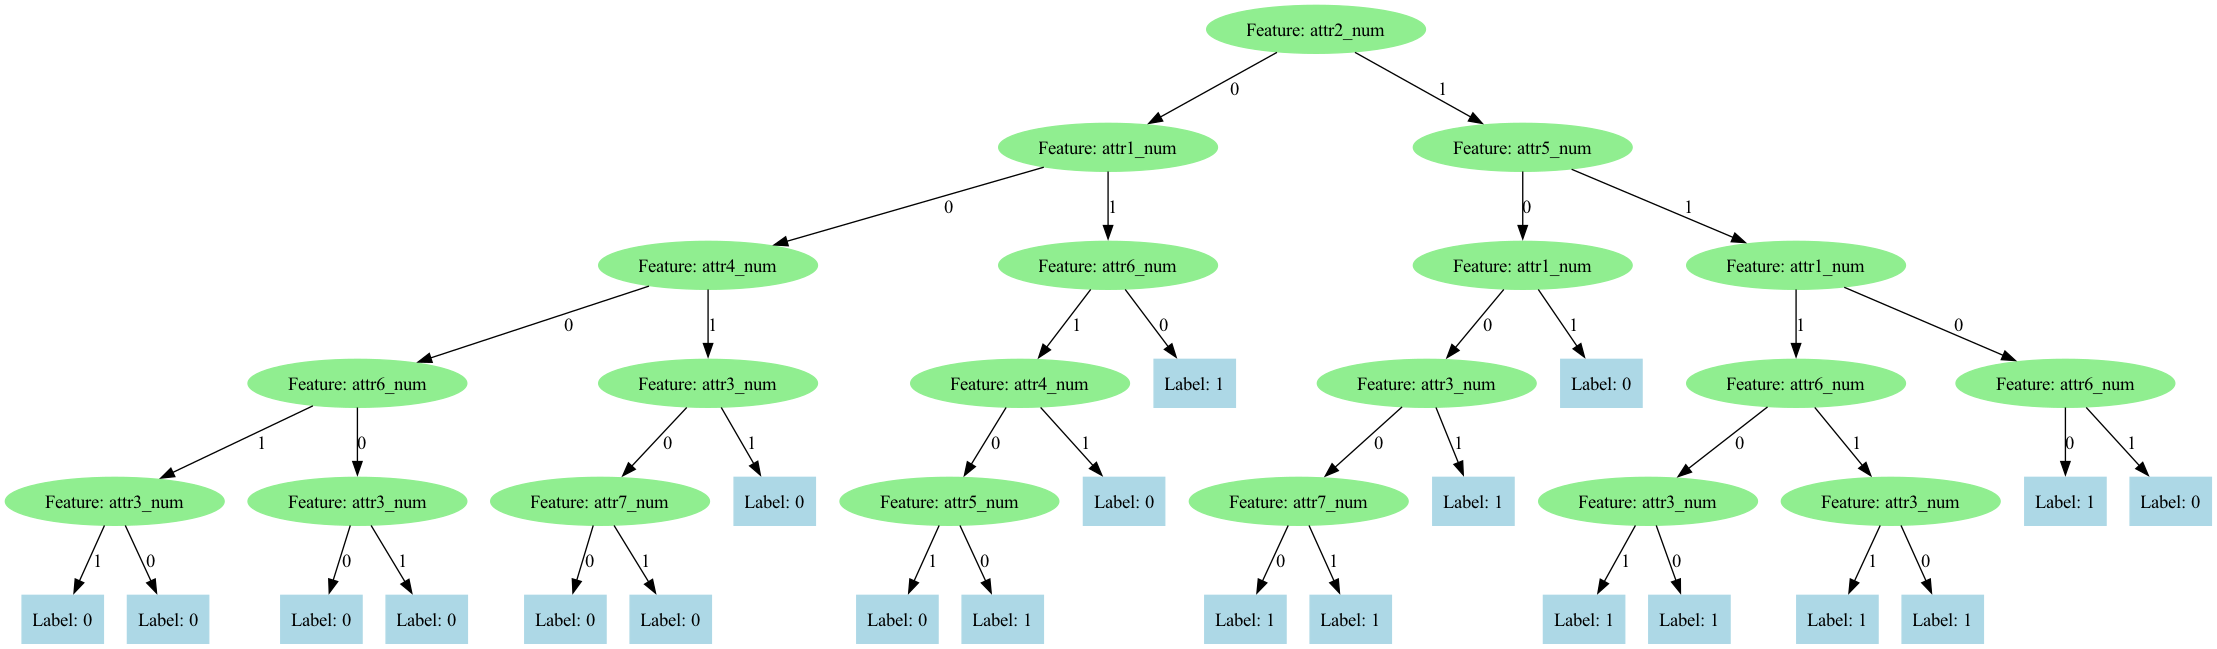 Feature: attr2_num
0
1
Feature: attr1_num
Feature: attr5_num
0
1
0
1
Feature: attr4_num
Feature: attr6_num
Feature: attr1_num
Feature: attr1_num
0
1
1
0
0
1
1
0
Feature: attr6_num
Feature: attr3_num
Feature: attr4_num
Label: 1
Feature: attr3_num
Label: 0
Feature: attr6_num
Feature: attr6_num
1
0
0
1
0
1
0
1
0
1
0
1
Feature: attr3_num
Feature: attr3_num
Feature: attr7_num
Label: 0
Feature: attr5_num
Label: 0
Feature: attr7_num
Label: 1
Feature: attr3_num
Feature: attr3_num
Label: 1
Label: 0
1
0
0
1
0
1
1
0
0
1
1
0
1
0
Label: 0
Label: 0
Label: 0
Label: 0
Label: 0
Label: 0
Label: 0
Label: 1
Label: 1
Label: 1
Label: 1
Label: 1
Label: 1
Label: 1